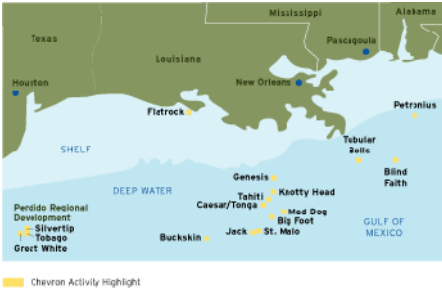 Mississippi
Alabama
Texas
Pascagoula
Louisiana
Houston
New Orleans
Petronius
Flatrock
Tubular
Bells
SHELF
Blind
Faith
Genesis
DEEP WATER
Knotty Head
Tahiti
Caesar/Tonga
Mad Dog
Perdido Regional
Development
Big Foot
GULF OF
MEXICO
Silvertip
Tobago
Great White
Buckskin
Jack
St. Malo
Chevron Activity Highlight